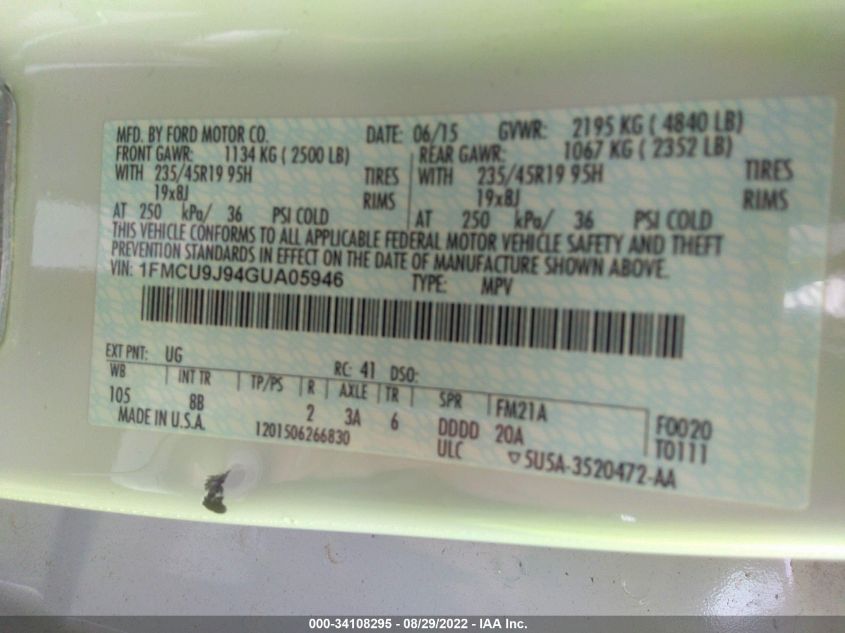 MFD. BY FORD MOTOR CO. DATE: 06/15 GVWR: 2195 KG ( 4840 LB)
FRONT GAWR: 1134 KG ( 2500 LB) REAR GAWR: 1067 KG ( 2352 LB)
WITH 235/45R19 95H TIRES WITH 235/45R19 95H TIRES
19x8J RIMS 19x8J RIMS
AT 250 kPa/ 36 PSI COLD AT 250 kPa/ 36 PSI COLD
THIS VEHICLE CONFORMS TO ALL APPLICABLE FEDERAL MOTOR VEHICLE SAFETY AND THEFT
PREVENTION STANDARDS IN EFFECT ON THE DATE OF MANUFACTURE SHOWN ABOVE.
VIN: 1FMCU9J94GUA05946 TYPE: MPV
EXT PNT: UG RC: 41 DSO:
WB INT TR TP/PS R AXLE TR SPR FM21A F0020
105 8B 2 3A 6 DDDD 20A T0111
MADE IN U.S.A. 1201506266830 ULC ▽5U5A-3520472-AA
000-34108295 - 08/29/2022 - IAA Inc.